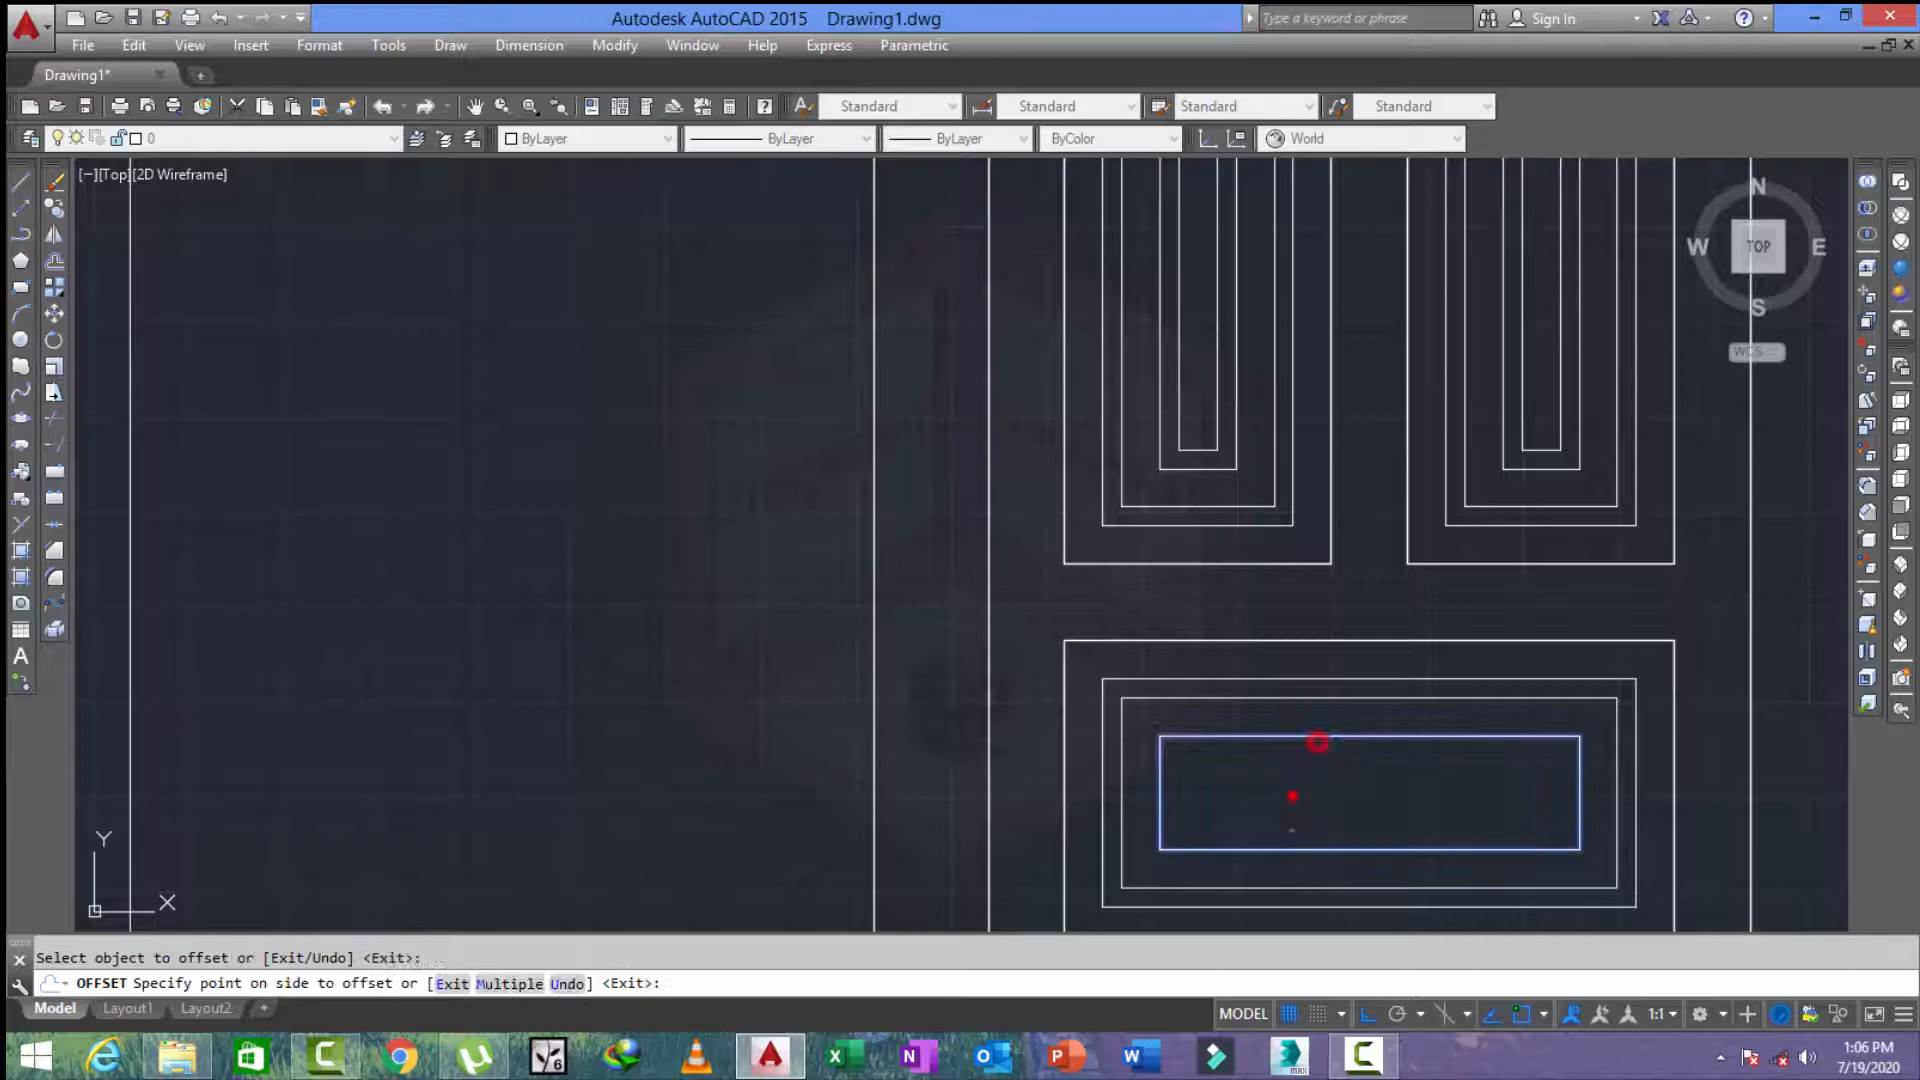 Autodesk AutoCAD 2015 Drawing1.dwg
Type a keyword or phrase
Sign In
File Edit View Insert Format Tools Draw Dimension Modify Window Help Express Parametric
Drawing1*
Standard Standard Standard Standard
0 ByLayer ByLayer ByLayer ByColor World
[−][Top][2D Wireframe]
N
W TOP E
S
WCS
A
Y
X
Select object to offset or [Exit/Undo] <Exit>:
OFFSET Specify point on side to offset or [Exit Multiple Undo] <Exit>:
Model Layout1 Layout2
MODEL 1:1
1:06 PM
7/19/2020